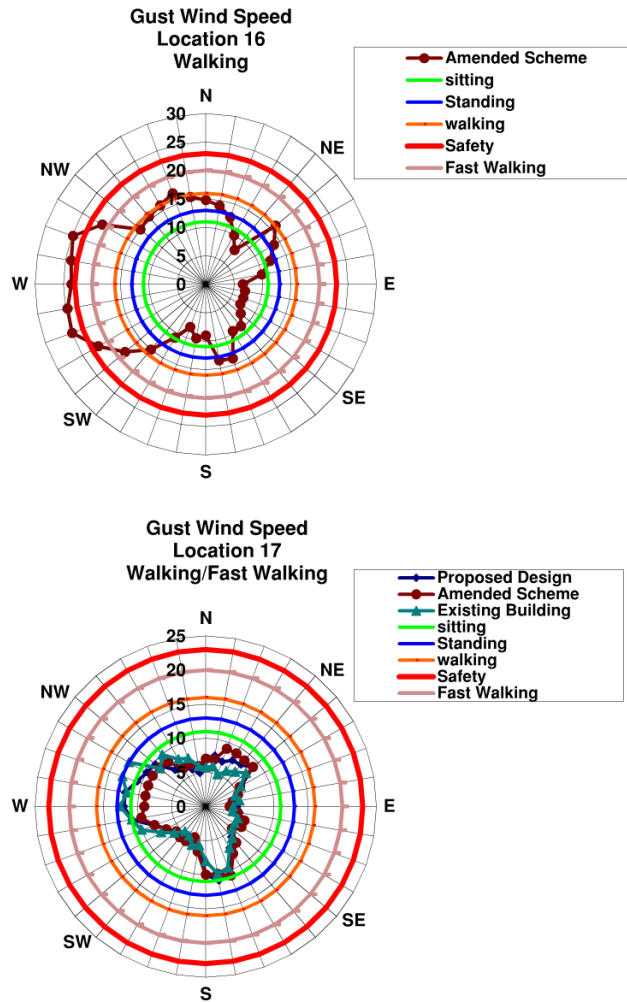 Gust Wind Speed
Location 16
Walking
Amended Scheme
sitting
Standing
walking
Safety
Fast Walking
N
30
NE
25
NW
20
15
10
5
W
0
E
SW
SE
S
Gust Wind Speed
Location 17
Walking/Fast Walking
Proposed Design
Amended Scheme
Existing Building
sitting
Standing
walking
Safety
Fast Walking
N
25
NE
20
NW
15
10
5
W
0
E
SW
SE
S